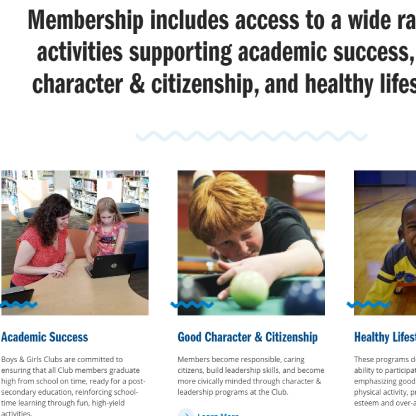 Membership includes access to a wide ra
activities supporting academic success,
character & citizenship, and healthy lifes
Academic Success
Boys & Girls Clubs are committed to
ensuring that all Club members graduate
high from school on time, ready for a post-
secondary education, reinforcing school-
time learning through fun, high-yield
activities.
Good Character & Citizenship
Members become responsible, caring
citizens, build leadership skills, and become
more civically minded through character &
leadership programs at the Club.
Learn More
Healthy Lifest
These programs d
ability to participat
emphasizing good
physical activity,
esteem and over-a